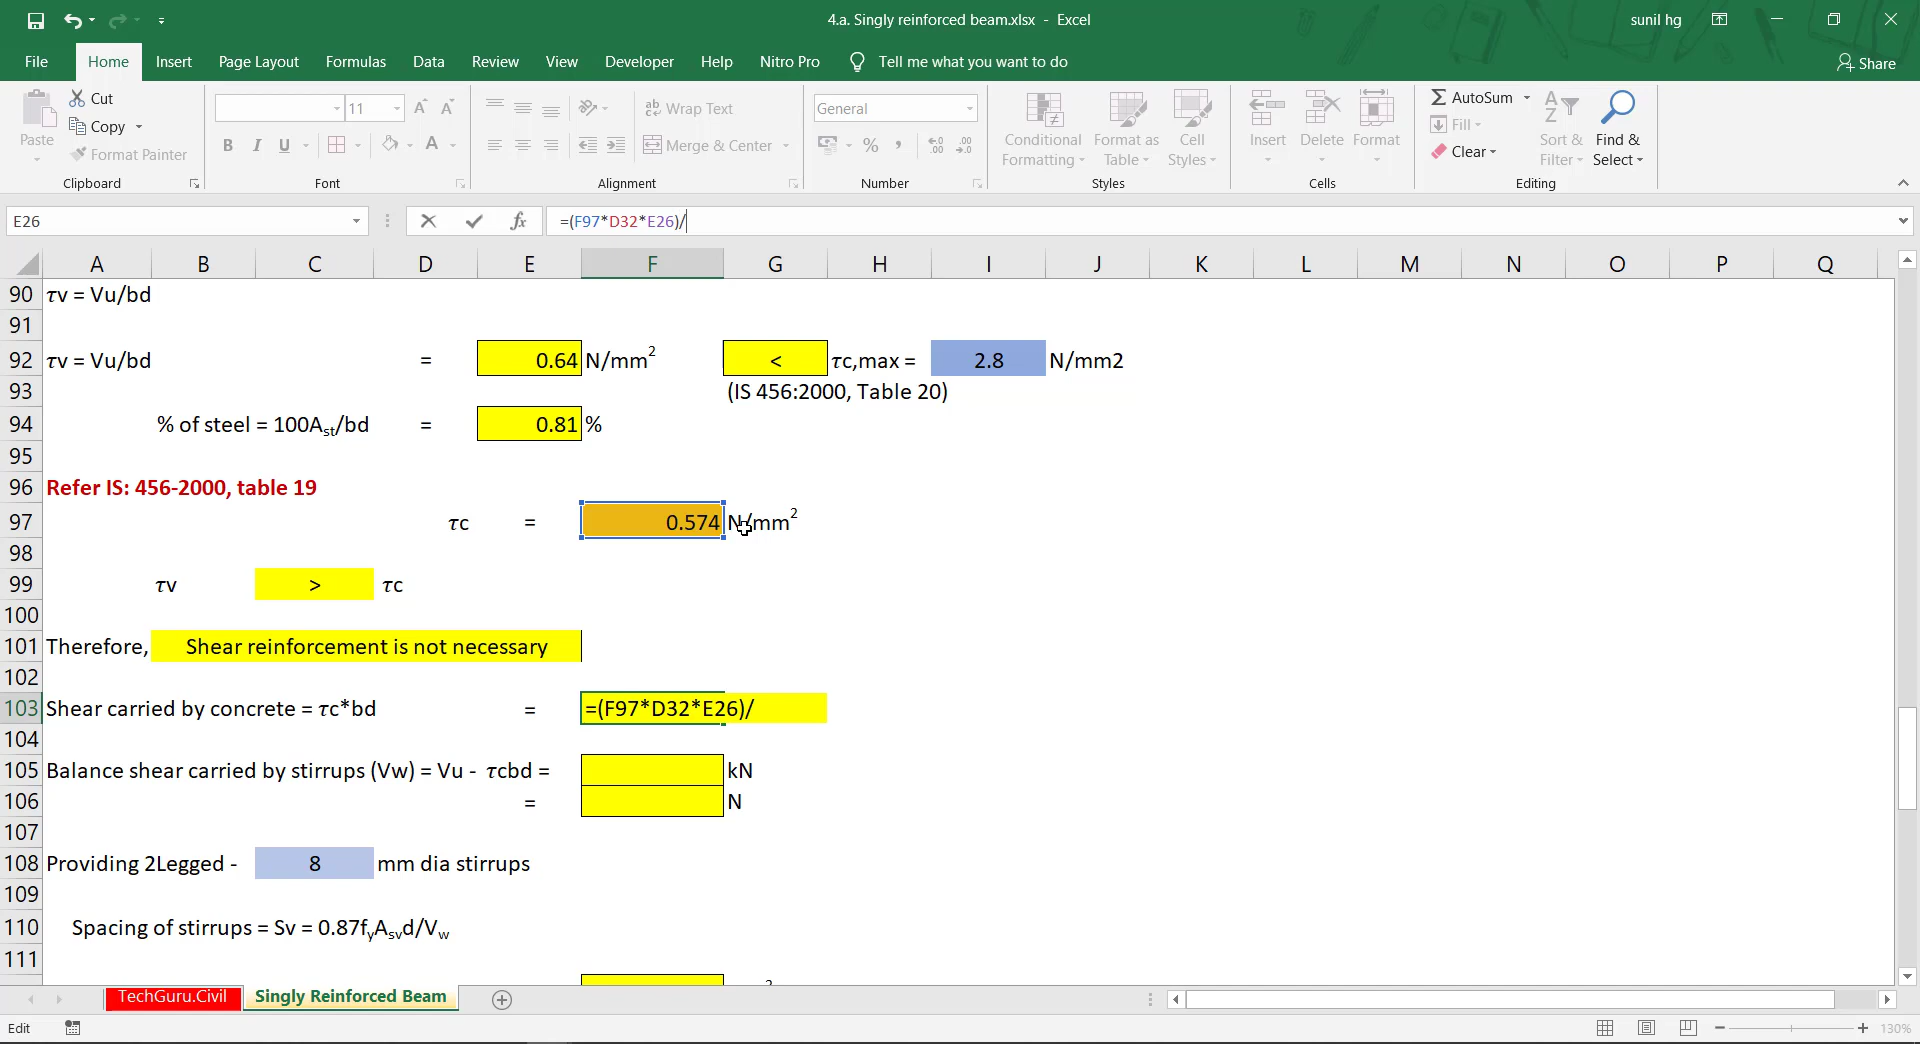 4.a. Singly reinforced beam.xlsx - Excel
sunil hg
File Home Insert Page Layout Formulas Data Review View Developer Help Nitro Pro Tell me what you want to do
Share
Paste
Cut
Copy
Format Painter
Clipboard
11
B I U
Font
Wrap Text
Merge & Center
Alignment
General
Number
Conditional Formatting
Format as Table
Cell Styles
Styles
Insert
Delete
Format
Cells
AutoSum
Fill
Clear
Sort & Filter
Find & Select
Editing
E26
fx
=(F97*D32*E26)/
A B C D E F G H I J K L M N O P Q
90 τv = Vu/bd
91
92 τv = Vu/bd = 0.64 N/mm² < τc,max = 2.8 N/mm2
93 (IS 456:2000, Table 20)
94 % of steel = 100Ast/bd = 0.81 %
95
96 Refer IS: 456-2000, table 19
97 τc = 0.574 N/mm²
98
99 τv > τc
100
101 Therefore, Shear reinforcement is not necessary
102
103 Shear carried by concrete = τc*bd = =(F97*D32*E26)/
104
105 Balance shear carried by stirrups (Vw) = Vu - τcbd = kN
106 = N
107
108 Providing 2Legged - 8 mm dia stirrups
109
110 Spacing of stirrups = Sv = 0.87fyAsvd/Vw
111
2
TechGuru.Civil Singly Reinforced Beam
Edit
130%